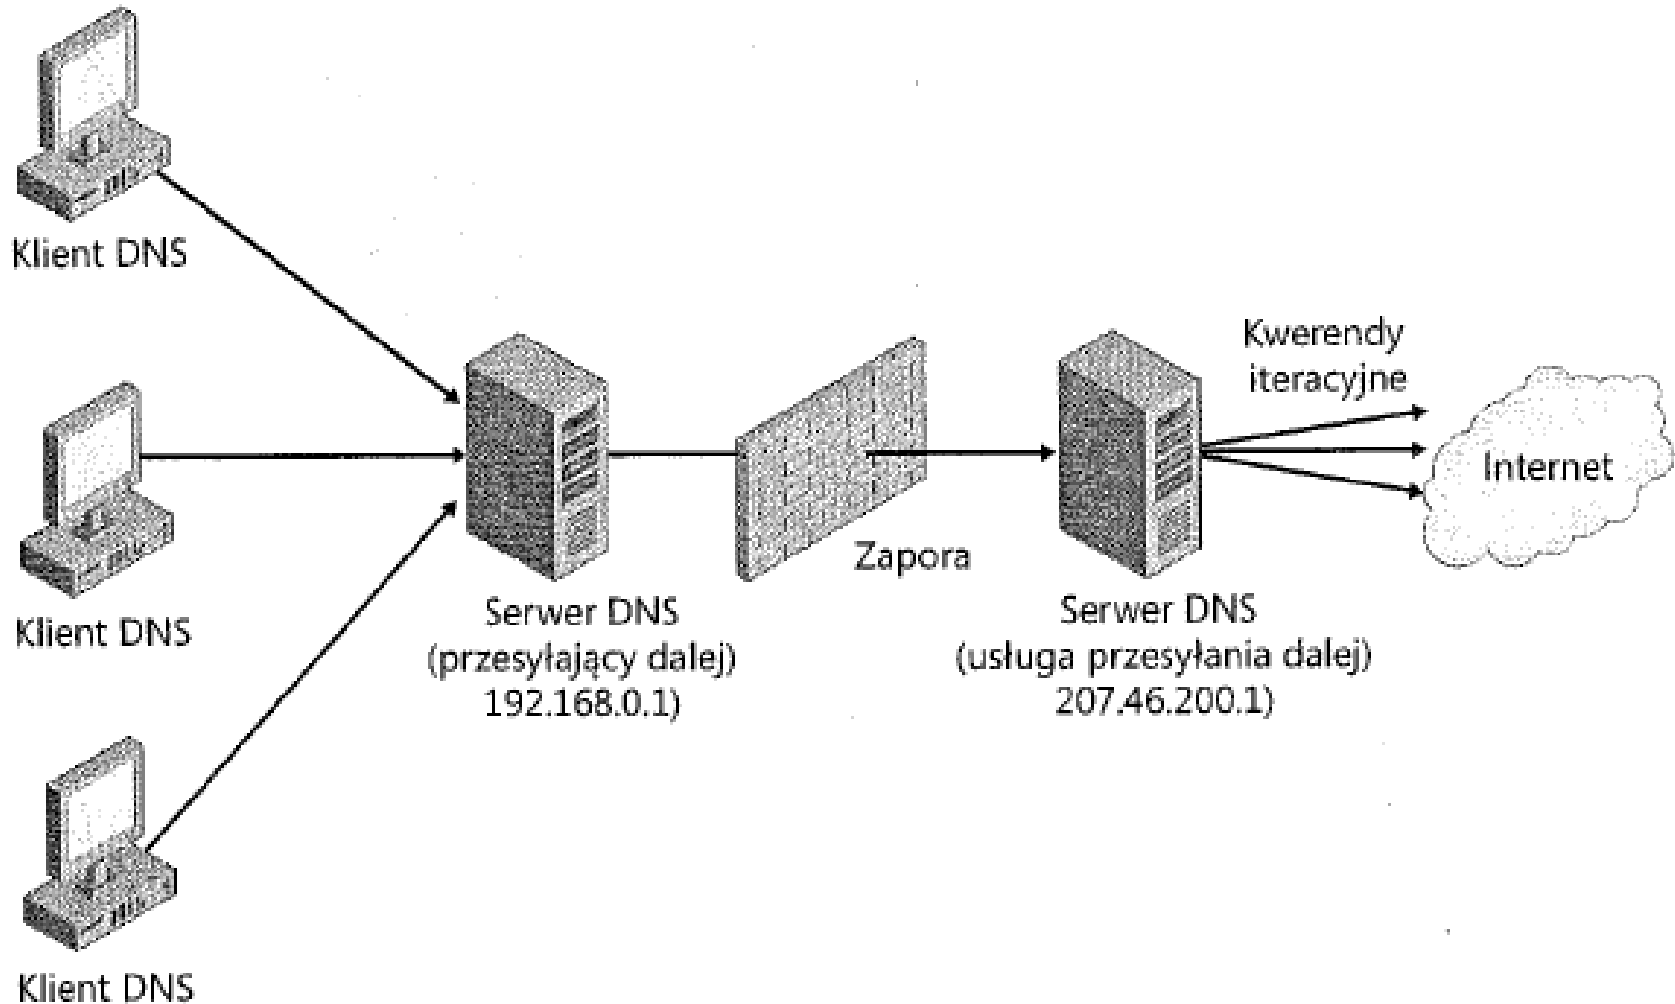 Klient DNS
Klient DNS
Klient DNS
Serwer DNS
(przesyłający dalej)
192.168.0.1)
Zapora
Serwer DNS
(usługa przesyłania dalej)
207.46.200.1)
Kwerendy
iteracyjne
Internet